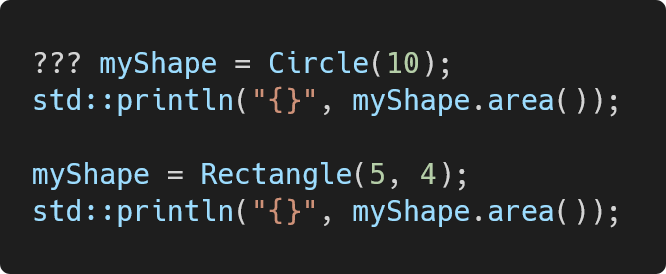 ??? myShape = Circle(10);
std::println("{}", myShape.area());
myShape = Rectangle(5, 4);
std::println("{}", myShape.area());